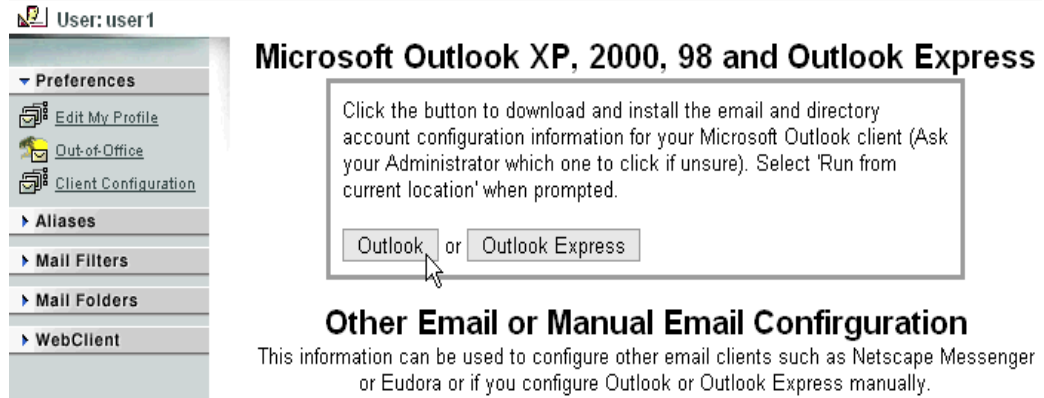 User: user1
Preferences
Edit My Profile
Out-of-Office
Client Configuration
Aliases
Mail Filters
Mail Folders
WebClient
Microsoft Outlook XP, 2000, 98 and Outlook Express
Click the button to download and install the email and directory
account configuration information for your Microsoft Outlook client (Ask
your Administrator which one to click if unsure). Select 'Run from
current location' when prompted.
Outlook or Outlook Express
Other Email or Manual Email Confirguration
This information can be used to configure other email clients such as Netscape Messenger
or Eudora or if you configure Outlook or Outlook Express manually.